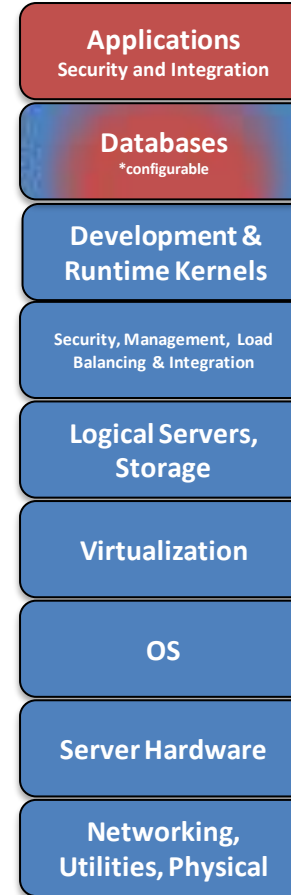 Applications
Security and Integration
Databases
*configurable
Development &
Runtime Kernels
Security, Management, Load
Balancing & Integration
Logical Servers,
Storage
Virtualization
OS
Server Hardware
Networking,
Utilities, Physical